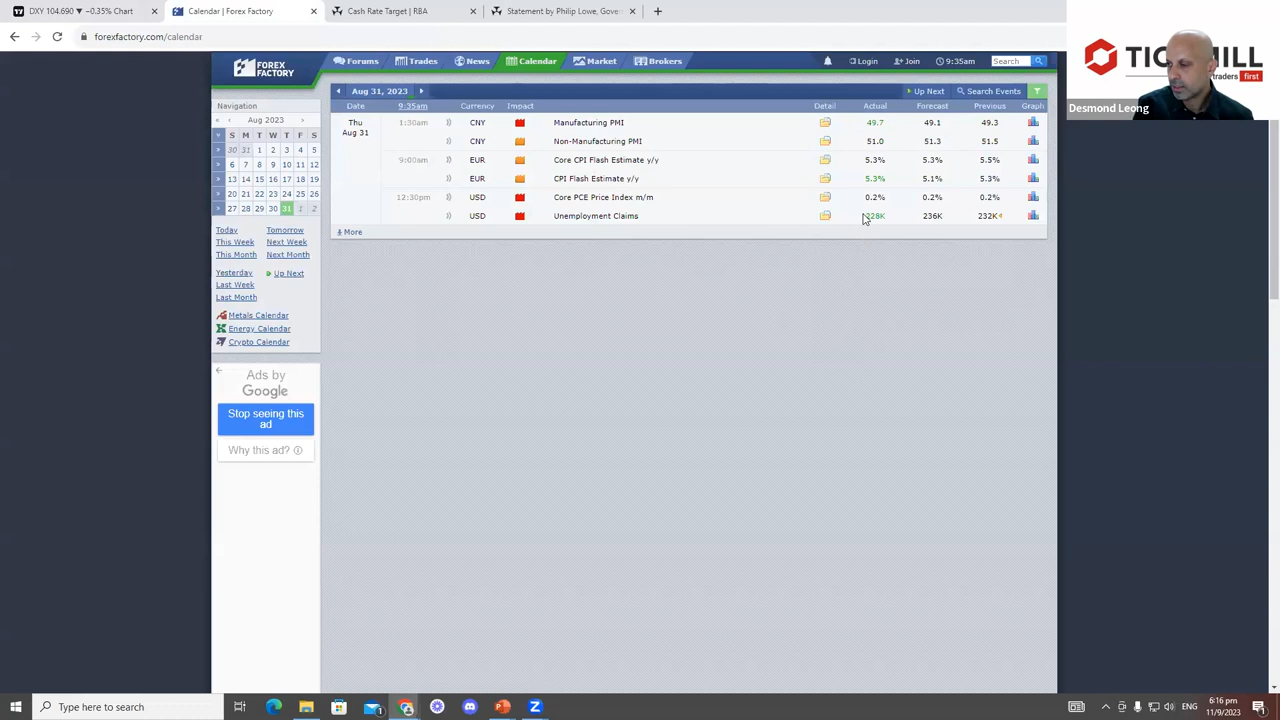 DXY 104.690 ▼ −0.35% Chart
Calendar | Forex Factory
Cash Rate Target | RBA
Statement by Philip Lowe, Gover
forexfactory.com/calendar
FOREX FACTORY
Forums
Trades
News
Calendar
Market
Brokers
Login
Join
9:35am
Search
TICKMILL
traders first
Desmond Leong
Navigation
Aug 2023
S M T W T F S
30 31 1 2 3 4 5
6 7 8 9 10 11 12
13 14 15 16 17 18 19
20 21 22 23 24 25 26
27 28 29 30 31 1 2
Today Tomorrow
This Week Next Week
This Month Next Month
Yesterday Up Next
Last Week
Last Month
Metals Calendar
Energy Calendar
Crypto Calendar
Ads by
Google
Stop seeing this
ad
Why this ad?
Aug 31, 2023
Up Next
Search Events
Date 9:35am Currency Impact Detail Actual Forecast Previous Graph
Thu
Aug 31
1:30am CNY Manufacturing PMI 49.7 49.1 49.3
CNY Non-Manufacturing PMI 51.0 51.3 51.5
9:00am EUR Core CPI Flash Estimate y/y 5.3% 5.3% 5.5%
EUR CPI Flash Estimate y/y 5.3% 5.1% 5.3%
12:30pm USD Core PCE Price Index m/m 0.2% 0.2% 0.2%
USD Unemployment Claims 228K 236K 232K
More
Type here to search
ENG
6:16 pm
11/9/2023